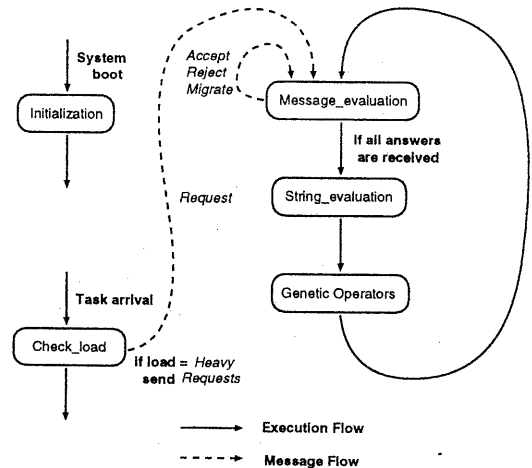 System
boot
Initialization
Accept
Reject
Migrate
Message_evaluation
If all answers
are received
Request
String_evaluation
Task arrival
Genetic Operators
Check_load
if load = Heavy
send Requests
Execution Flow
Message Flow